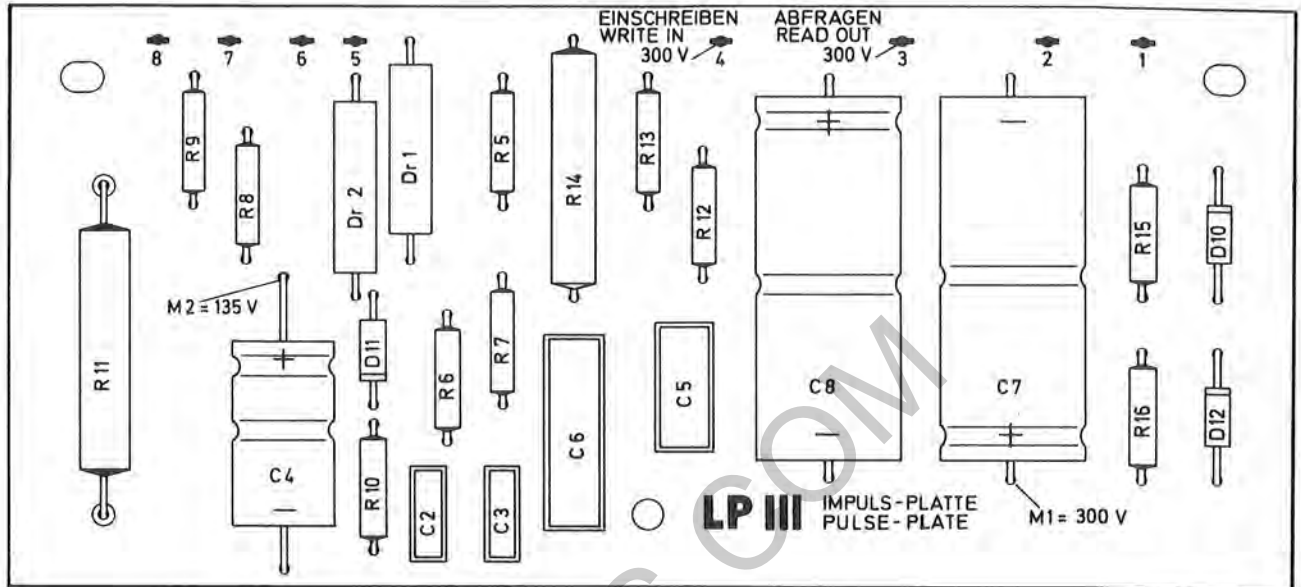 EINSCHREIBEN
WRITE IN
300 V
ABFRAGEN
READ OUT
300 V
8
7
6
5
4
3
2
1
R9
R8
Dr 2
Dr 1
R5
R14
R13
R12
R15
D10
M2 = 135 V
R11
D11
R6
R7
C6
C5
+
C8
−
−
C7
+
R16
D12
+
C4
−
R10
C2
C3
LP III
IMPULS-PLATTE
PULSE-PLATE
M1 = 300 V
COM